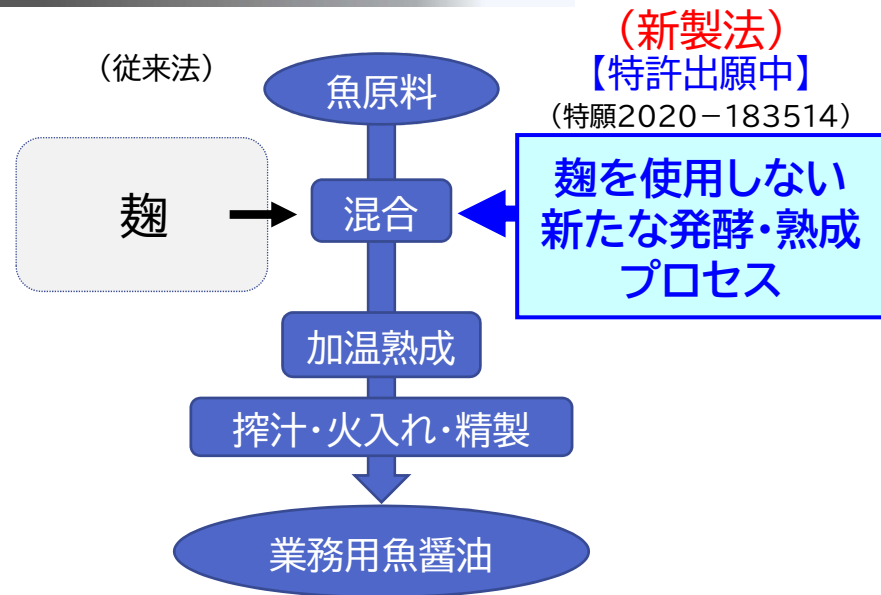 （従来法）
（新製法）
【特許出願中】
（特願2020－183514）
魚原料
麹
混合
麹を使用しない
新たな発酵・熟成
プロセス
加温熟成
搾汁・火入れ・精製
業務用魚醤油